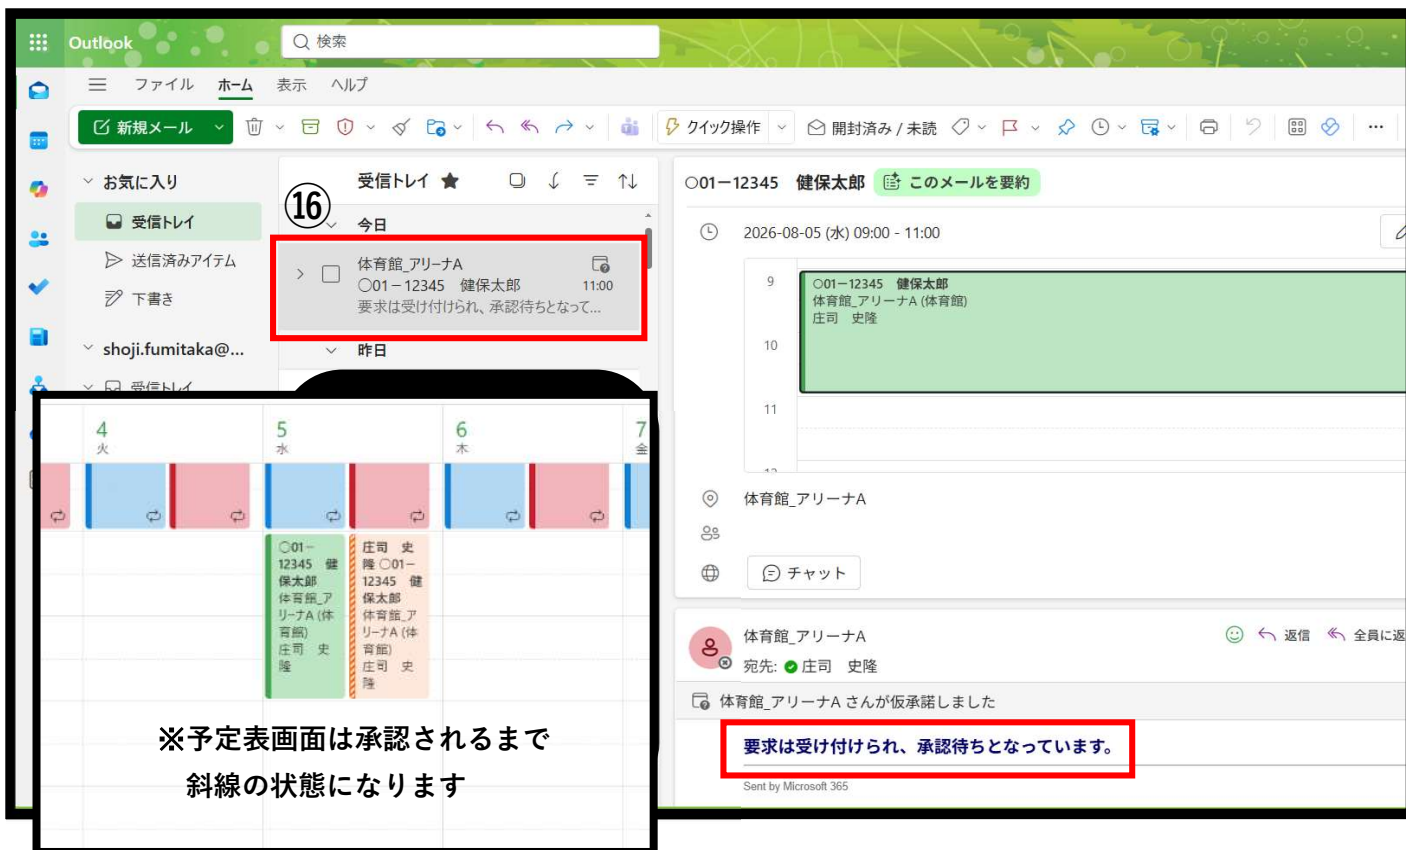 Outlook
検索
ファイル ホーム 表示 ヘルプ
新規メール
クイック操作
開封済み / 未読
お気に入り
受信トレイ
送信済みアイテム
下書き
shoji.fumitaka@...
受信トレイ
⑯
受信トレイ
今日
体育館_アリーナA
○01－12345 健保太郎 11:00
要求は受け付けられ、承認待ちとなって...
昨日
○01－12345 健保太郎 このメールを要約
2026-08-05 (水) 09:00 - 11:00
9
○01－12345 健保太郎
体育館_アリーナA (体育館)
庄司 史隆
10
11
体育館_アリーナA
チャット
体育館_アリーナA
返信 全員に返
宛先: 庄司 史隆
体育館_アリーナA さんが仮承諾しました
要求は受け付けられ、承認待ちとなっています。
Sent by Microsoft 365
4 5 6 7
火 水 木 金
○01－
12345 健
保太郎
体育館_ア
リーナA (体
育館)
庄司 史
隆
庄司 史
隆 ○01－
12345 健
保太郎
体育館_ア
リーナA (体
育館)
庄司 史
隆
※予定表画面は承認されるまで
斜線の状態になります